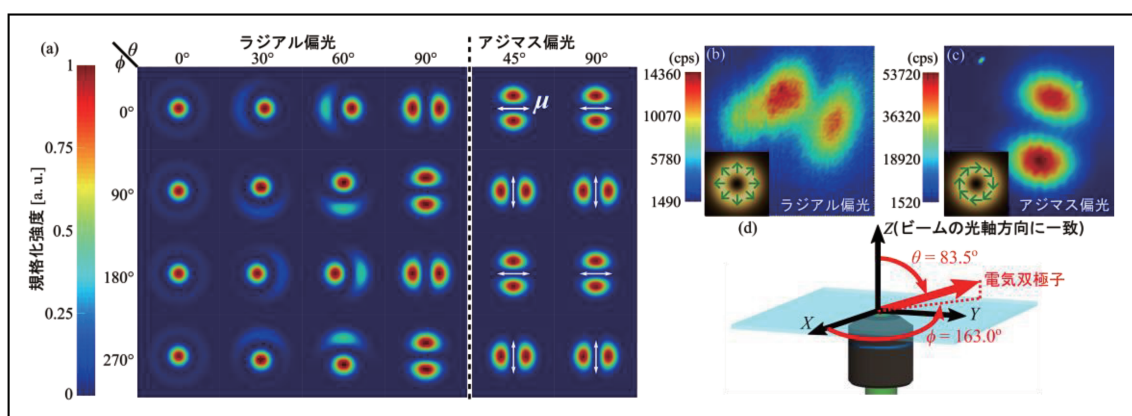 (a)
θ
φ
ラジアル偏光
アジマス偏光
0°
30°
60°
90°
45°
90°
規格化強度 [a. u.]
1
0.75
0.5
0.25
0
0°
90°
180°
270°
μ
(cps)
14360
10070
5780
1490
(b)
ラジアル偏光
(cps)
53720
36320
18920
1520
(c)
アジマス偏光
(d)
Z(ビームの光軸方向に一致)
θ = 83.5°
電気双極子
X
Y
ϕ = 163.0°